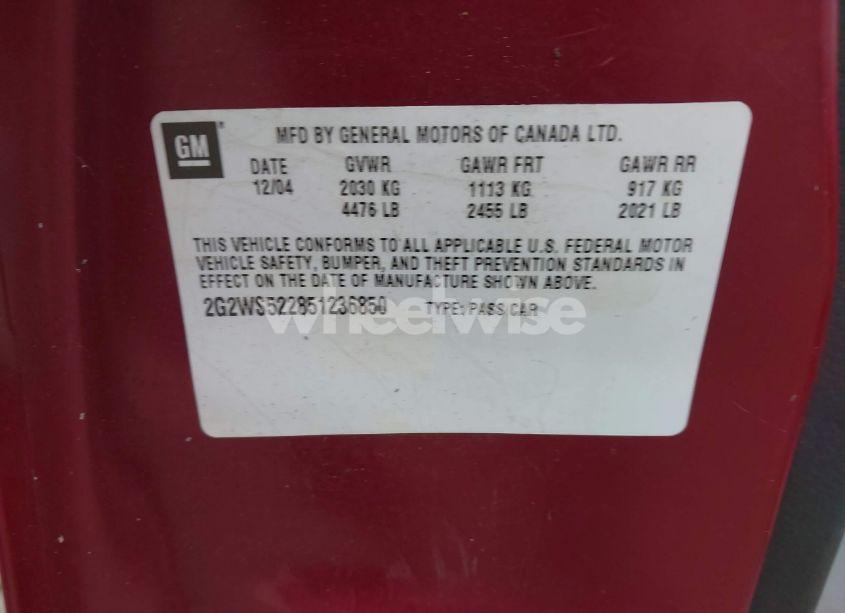 GM
MFD BY GENERAL MOTORS OF CANADA LTD.
DATE GVWR GAWR FRT GAWR RR
12/04 2030 KG 1113 KG 917 KG
4476 LB 2455 LB 2021 LB
THIS VEHICLE CONFORMS TO ALL APPLICABLE U.S. FEDERAL MOTOR
VEHICLE SAFETY, BUMPER, AND THEFT PREVENTION STANDARDS IN
EFFECT ON THE DATE OF MANUFACTURE SHOWN ABOVE.
2G2WS522851236850 TYPE: PASS CAR
wheelwise